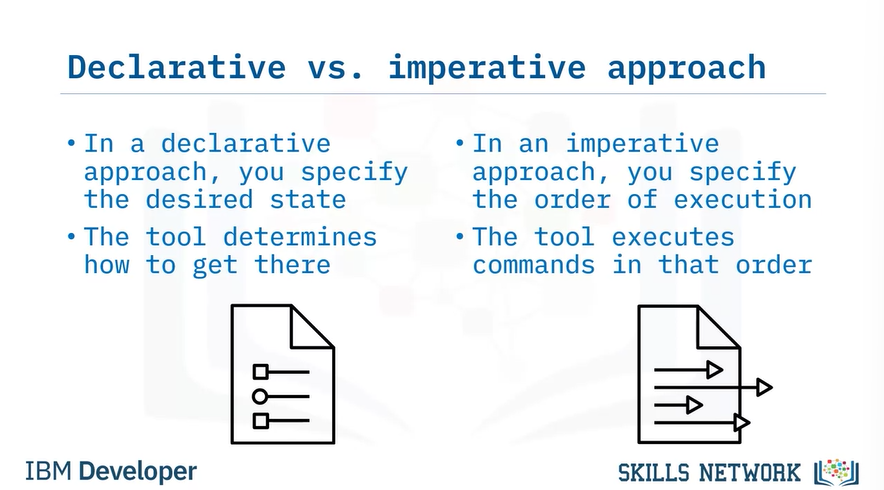 Declarative vs. imperative approach
• In a declarative
approach, you specify
the desired state
• The tool determines
how to get there
• In an imperative
approach, you specify
the order of execution
• The tool executes
commands in that order
IBM Developer
SKILLS NETWORK